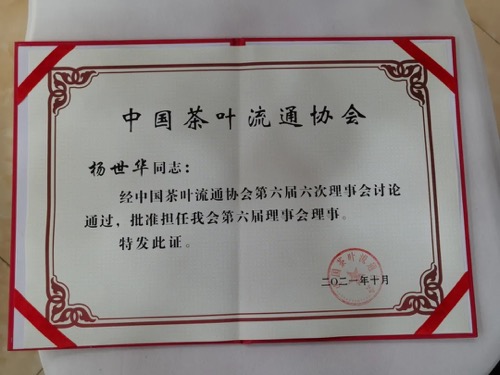 中国茶叶流通协会
杨世华同志：
经中国茶叶流通协会第六届六次理事会讨论
通过，批准担任我会第六届理事会理事。
特发此证。
二〇二一年十月